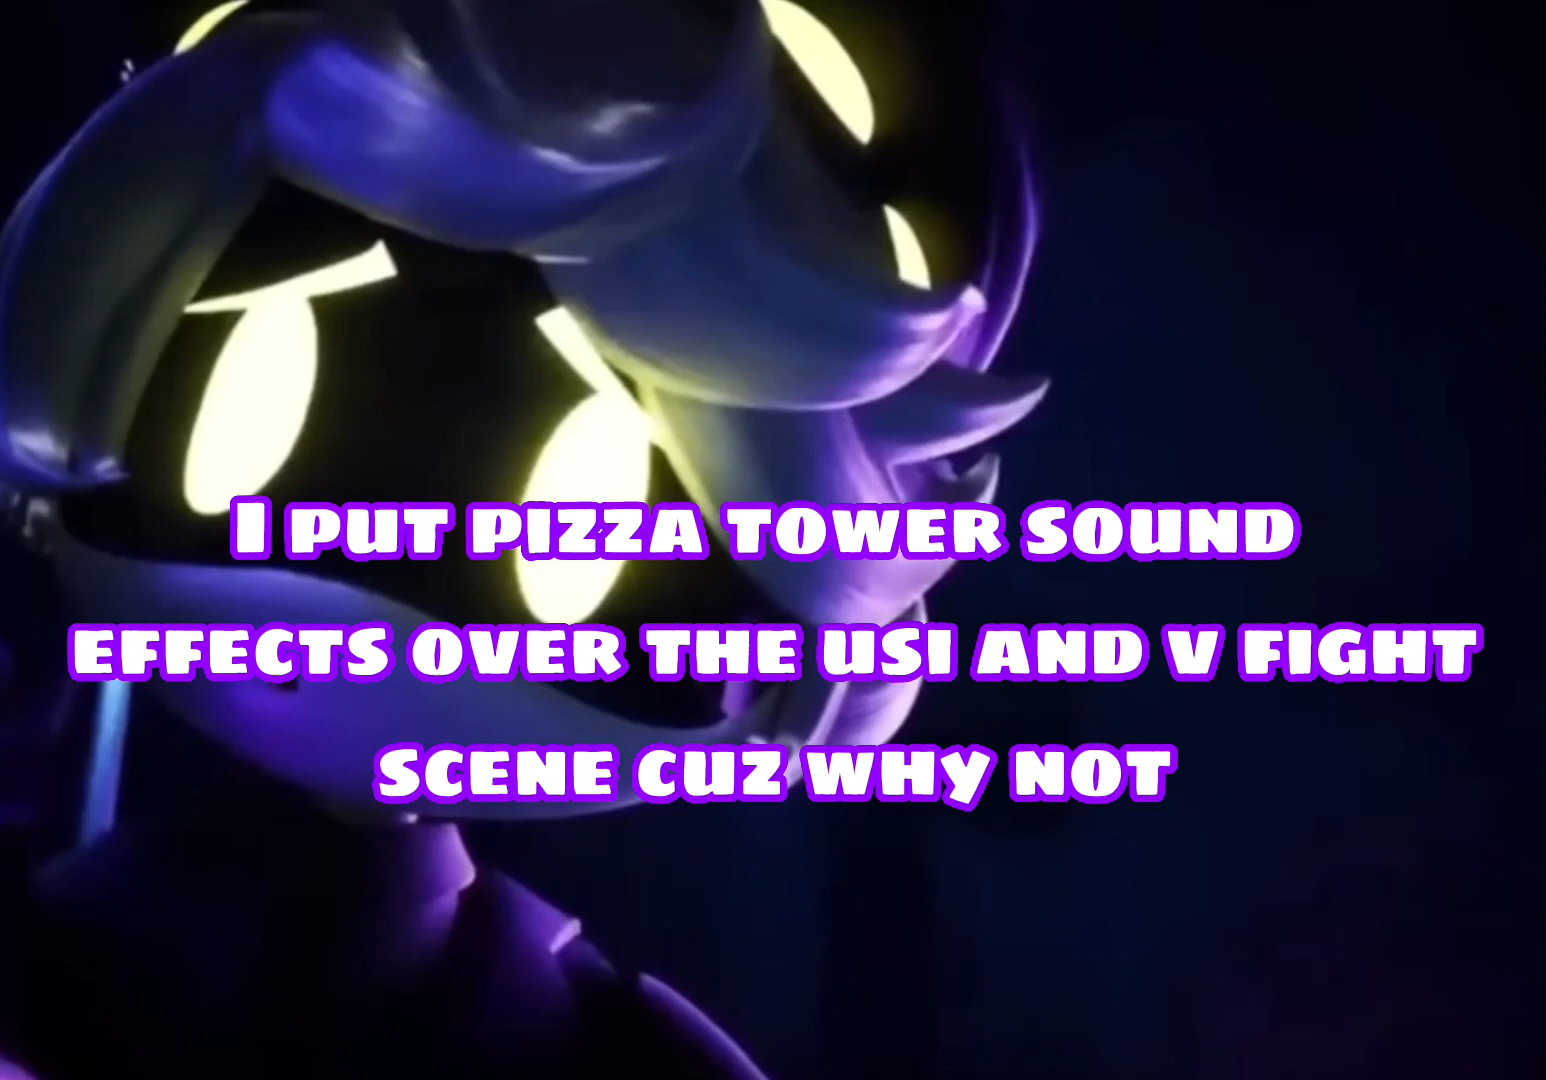 I put pizza tower sound
effects over the usi and v fight
scene cuz why not